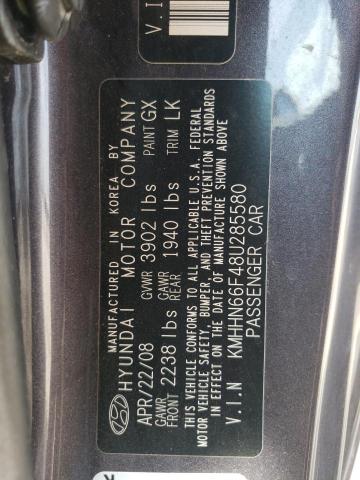 MANUFACTURED IN KOREA BY
HYUNDAI MOTOR COMPANY
APR/22/08 GVWR 3902 lbs PAINT GX
GAWR FRONT 2238 lbs GAWR REAR 1940 lbs TRIM LK
THIS VEHICLE CONFORMS TO ALL APPLICABLE U.S.A. FEDERAL
MOTOR VEHICLE SAFETY, BUMPER, AND THEFT PREVENTION STANDARDS
IN EFFECT ON THE DATE OF MANUFACTURE SHOWN ABOVE
V.I.N KMHHN66F48U285580
PASSENGER CAR
V.I